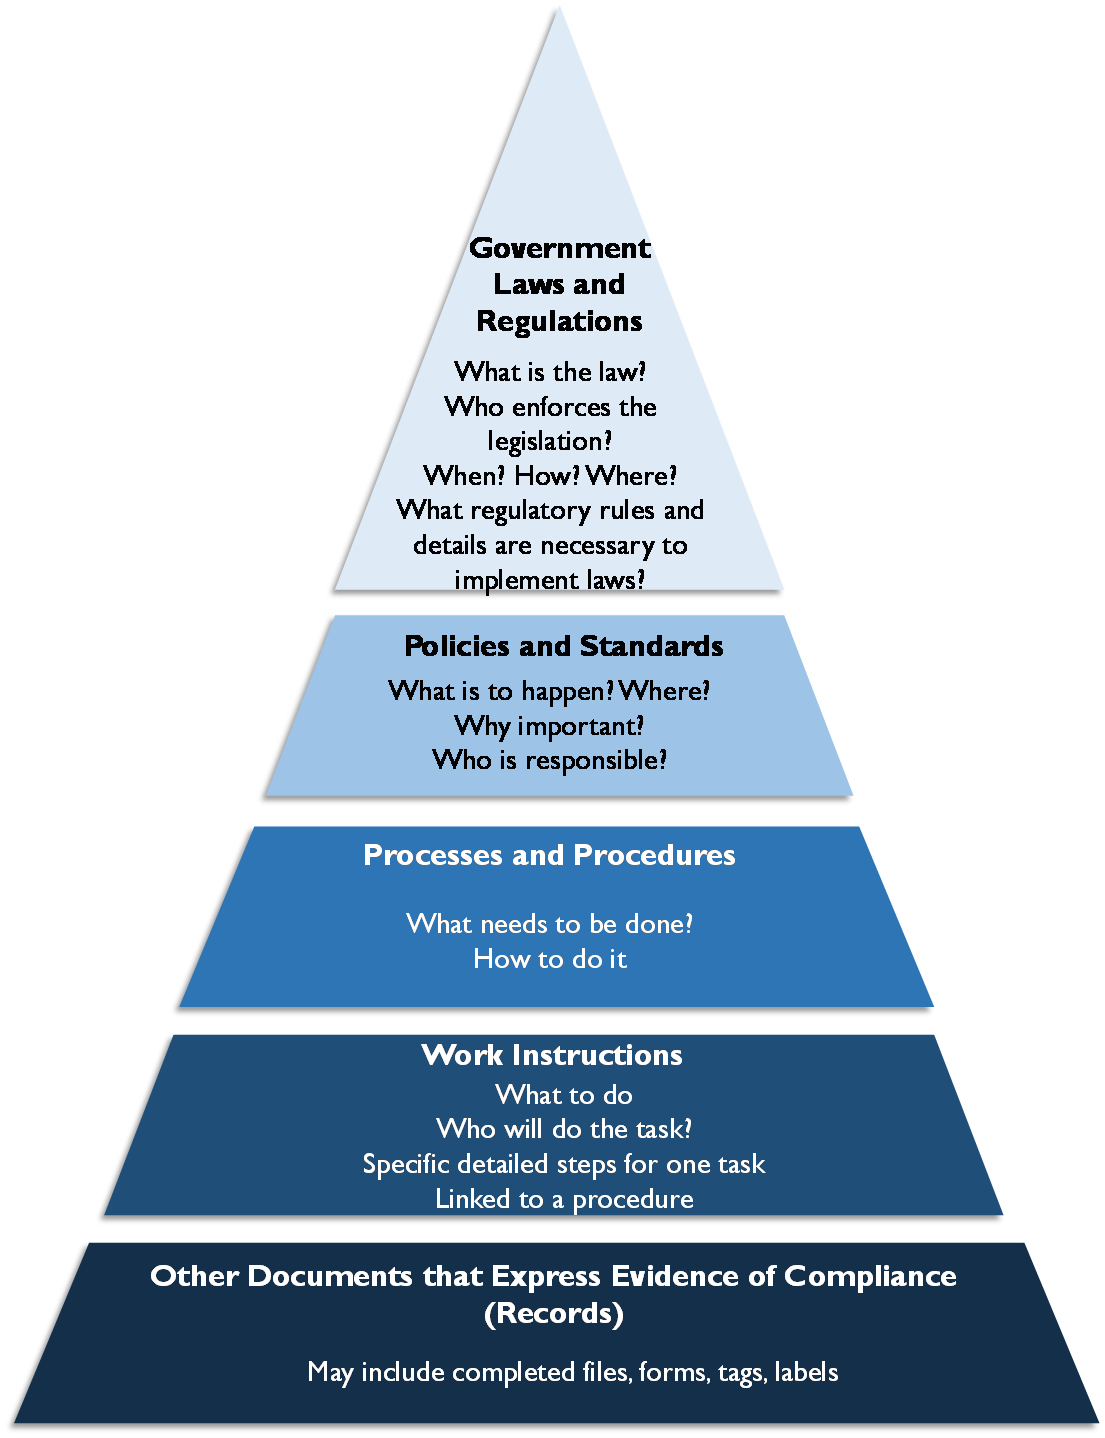 Government
Laws and
Regulations
What is the law?
Who enforces the
legislation?
When? How? Where?
What regulatory rules and
details are necessary to
implement laws?
Policies and Standards
What is to happen? Where?
Why important?
Who is responsible?
Processes and Procedures
What needs to be done?
How to do it
Work Instructions
What to do
Who will do the task?
Specific detailed steps for one task
Linked to a procedure
Other Documents that Express Evidence of Compliance
(Records)
May include completed files, forms, tags, labels